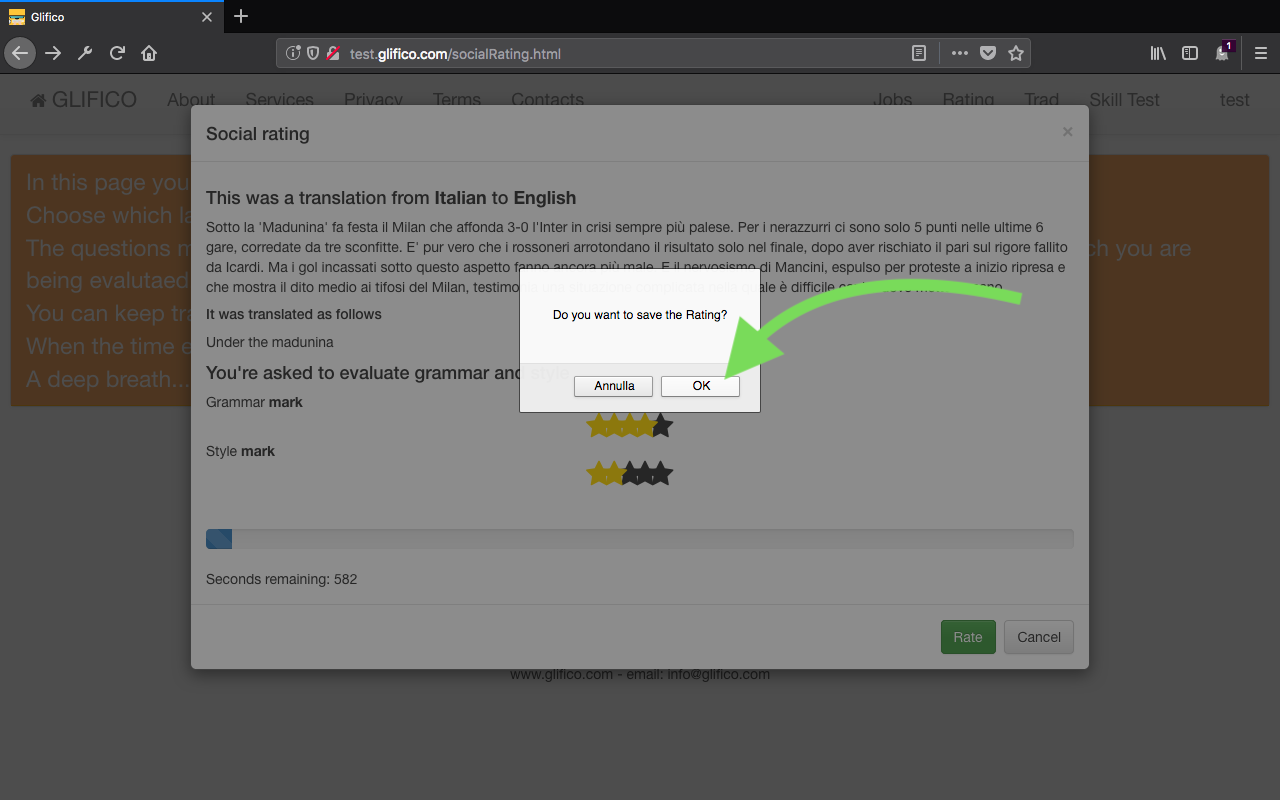 Glifico
test.glifico.com/socialRating.html
1
GLIFICO About Services Privacy Terms Contacts Jobs Rating Trad Skill Test test
Social rating ×
In this page you
Choose which la
The questions m ch you are
being evalutaed
You can keep tra
When the time e
A deep breath...
This was a translation from Italian to English
Sotto la 'Madunina' fa festa il Milan che affonda 3-0 l'Inter in crisi sempre più palese. Per i nerazzurri ci sono solo 5 punti nelle ultime 6
gare, corredate da tre sconfitte. E' pur vero che i rossoneri arrotondano il risultato solo nel finale, dopo aver rischiato il pari sul rigore fallito
da Icardi. Ma i gol incassati sotto questo aspetto fanno ancora più male. E il nervosismo di Mancini, espulso per proteste a inizio ripresa e
che mostra il dito medio ai tifosi del Milan, testimonia una situazione complicata nella quale è difficile
It was translated as follows
Under the madunina
You're asked to evaluate grammar and style
Grammar mark
Style mark
Do you want to save the Rating?
Annulla OK
Seconds remaining: 582
Rate Cancel
www.glifico.com - email: info@glifico.com